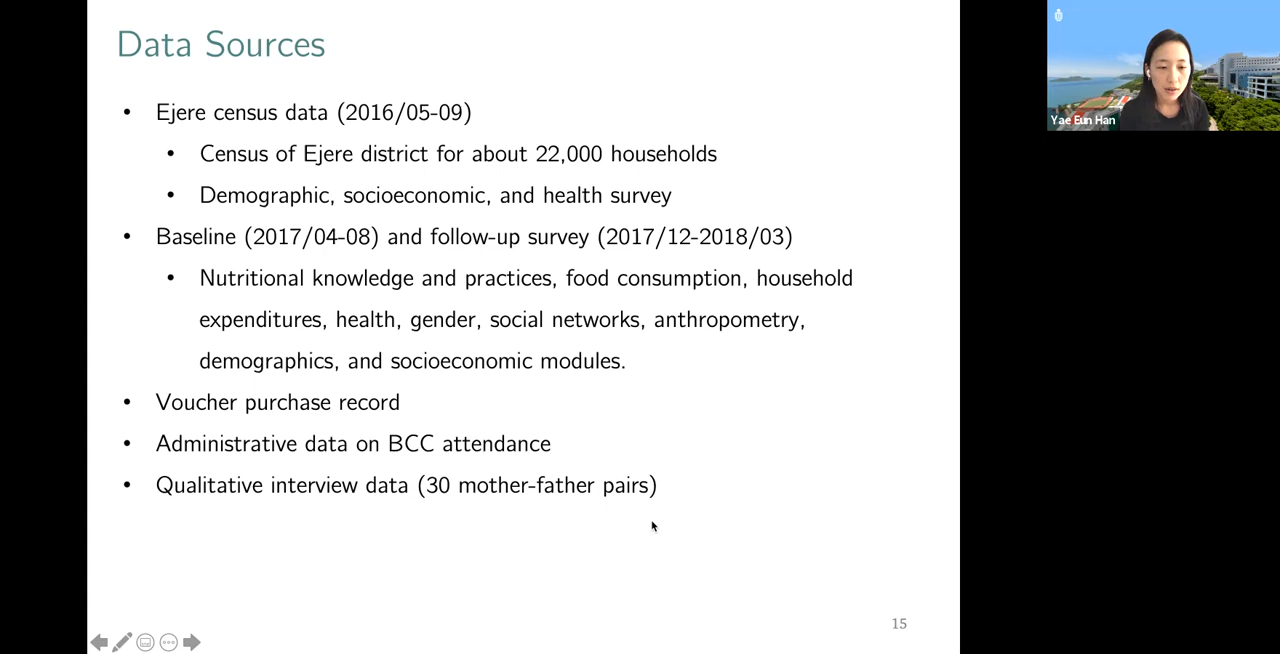 Data Sources
• Ejere census data (2016/05-09)
• Census of Ejere district for about 22,000 households
• Demographic, socioeconomic, and health survey
• Baseline (2017/04-08) and follow-up survey (2017/12-2018/03)
• Nutritional knowledge and practices, food consumption, household
expenditures, health, gender, social networks, anthropometry,
demographics, and socioeconomic modules.
• Voucher purchase record
• Administrative data on BCC attendance
• Qualitative interview data (30 mother-father pairs)
15
Yae Eun Han